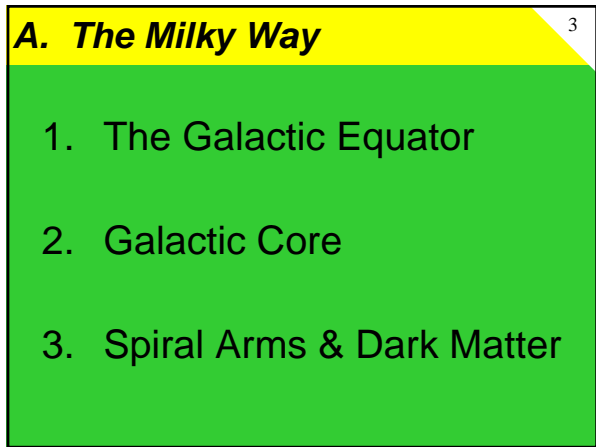 A. The Milky Way
3
1. The Galactic Equator
2. Galactic Core
3. Spiral Arms & Dark Matter